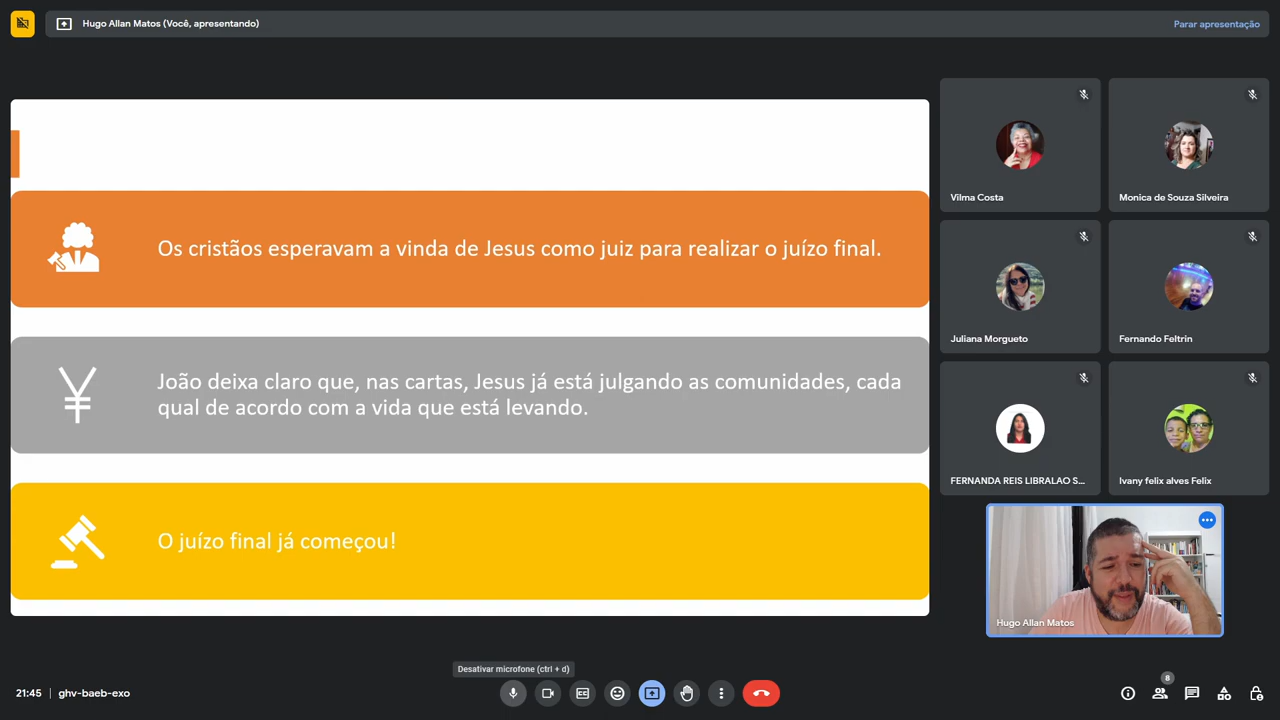 Hugo Allan Matos (Você, apresentando)
Parar apresentação
Os cristãos esperavam a vinda de Jesus como juiz para realizar o juízo final.
¥
João deixa claro que, nas cartas, Jesus já está julgando as comunidades, cada
qual de acordo com a vida que está levando.
O juízo final já começou!
Vilma Costa
Monica de Souza Silveira
Juliana Morgueto
Fernando Feltrin
FERNANDA REIS LIBRALAO S...
Ivany felix alves Felix
Hugo Allan Matos
Desativar microfone (ctrl + d)
21:45 | ghv-baeb-exo
8